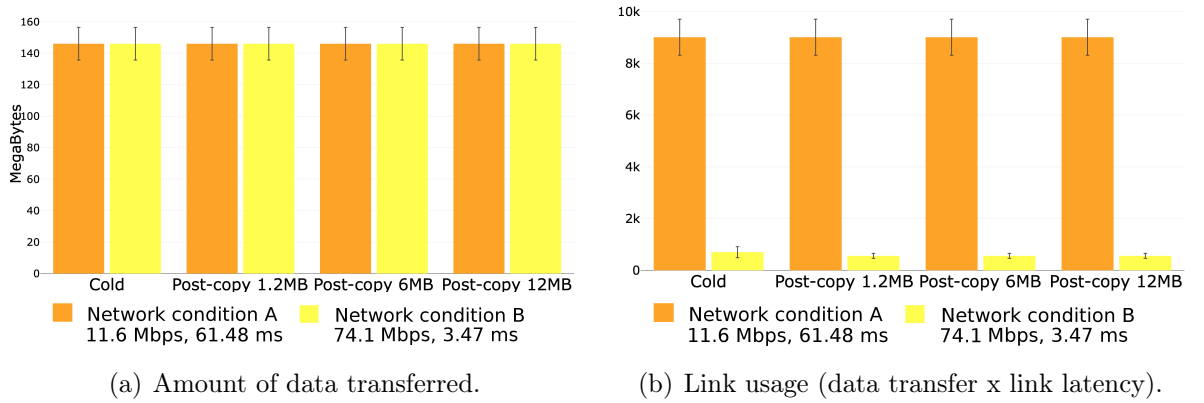 160
140
120
100
80
60
40
20
0
MegaBytes
Cold
Post-copy 1.2MB
Post-copy 6MB
Post-copy 12MB
Network condition A
11.6 Mbps, 61.48 ms
Network condition B
74.1 Mbps, 3.47 ms
(a) Amount of data transferred.
10k
8k
6k
4k
2k
0
Cold
Post-copy 1.2MB
Post-copy 6MB
Post-copy 12MB
Network condition A
11.6 Mbps, 61.48 ms
Network condition B
74.1 Mbps, 3.47 ms
(b) Link usage (data transfer x link latency).